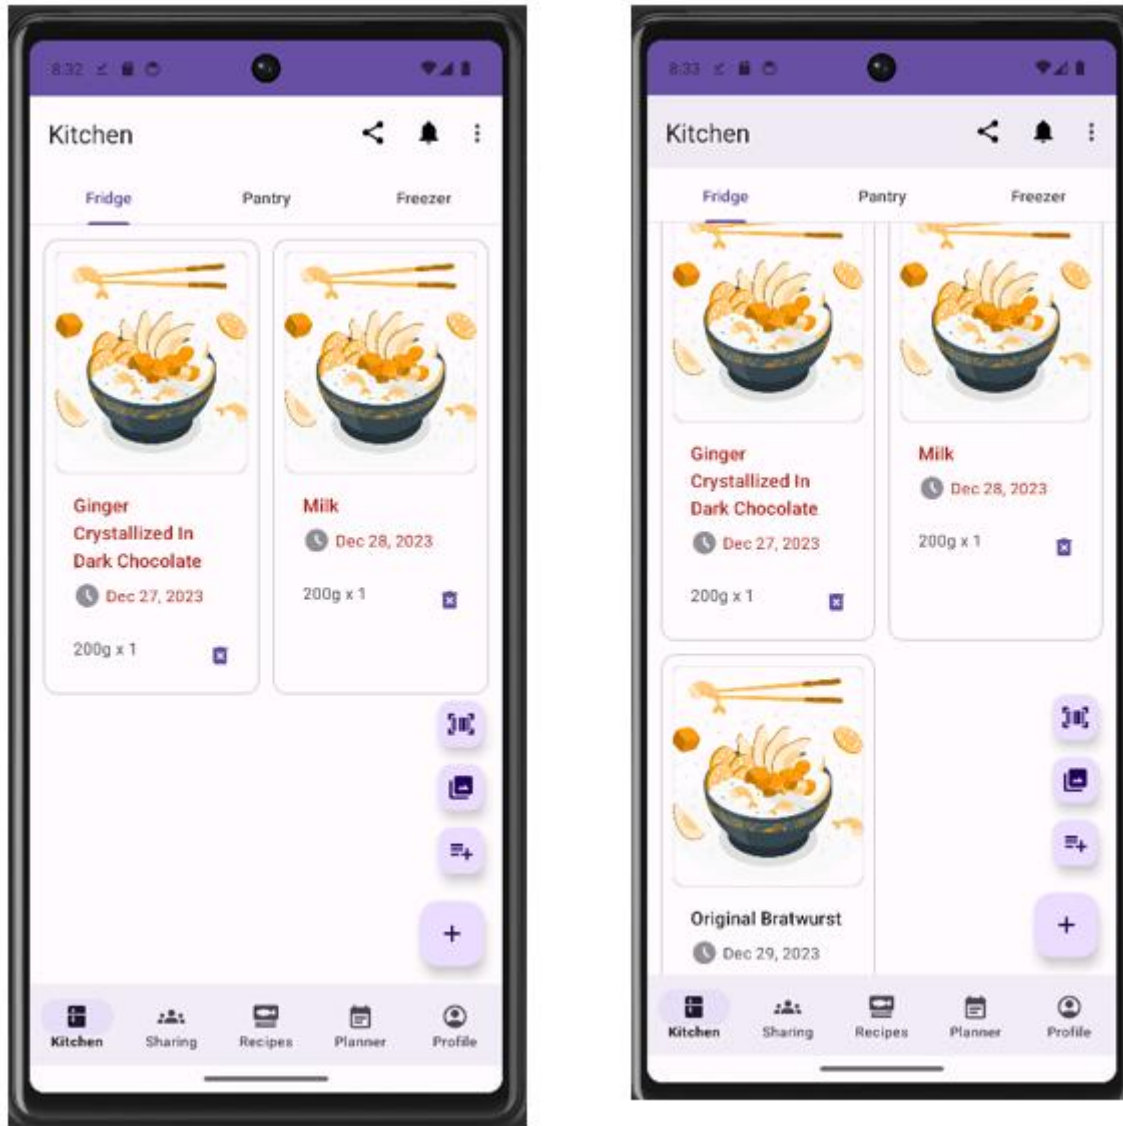 8:32
Kitchen
Fridge Pantry Freezer
Ginger
Crystallized In
Dark Chocolate
Dec 27, 2023
200g x 1
Milk
Dec 28, 2023
200g x 1
Kitchen Sharing Recipes Planner Profile
8:33
Kitchen
Fridge Pantry Freezer
Ginger
Crystallized In
Dark Chocolate
Dec 27, 2023
200g x 1
Milk
Dec 28, 2023
200g x 1
Original Bratwurst
Dec 29, 2023
Kitchen Sharing Recipes Planner Profile